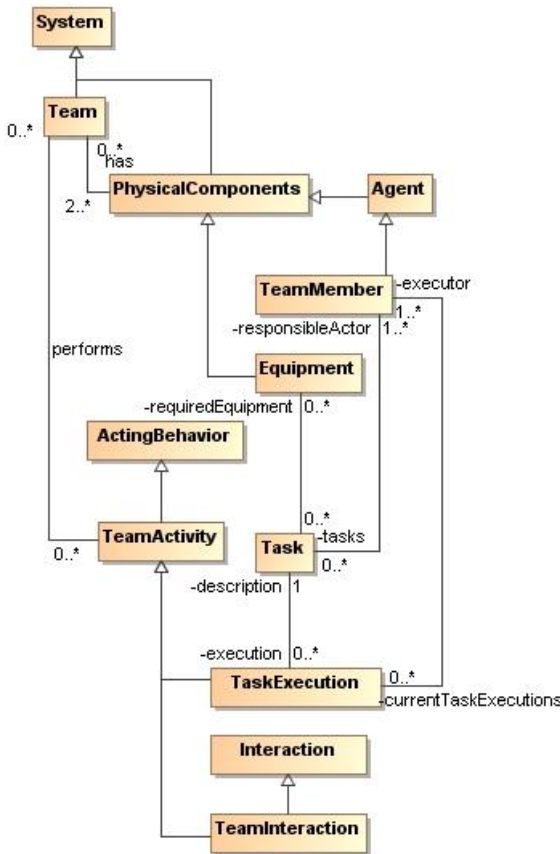 System
Team
0..*
0..*
has
PhysicalComponents
Agent
2..*
TeamMember
-executor
1..*
-responsibleActor
1..*
performs
Equipment
-requiredEquipment
0..*
ActingBehavior
0..*
TeamActivity
Task
-tasks
0..*
0..*
-description
1
-execution
0..*
TaskExecution
0..*
-currentTaskExecutions
Interaction
TeamInteraction